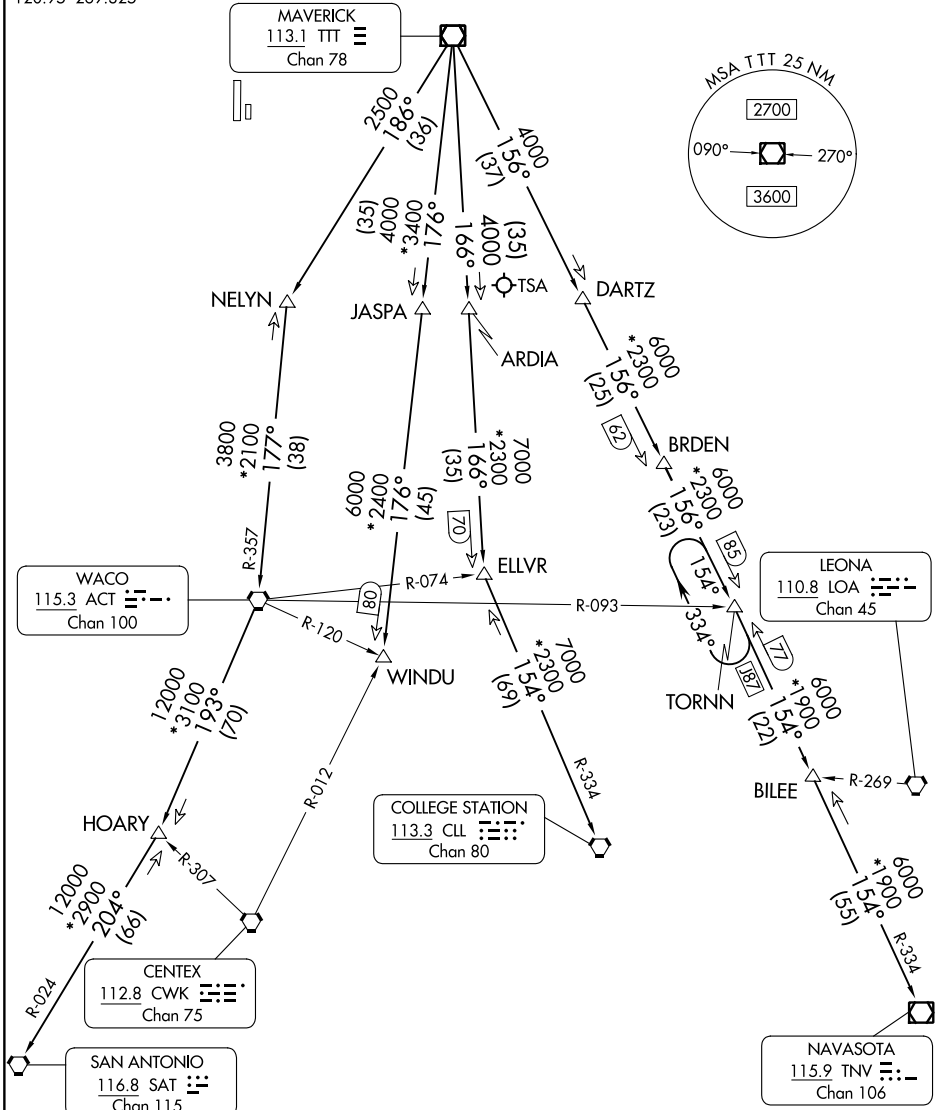 MAVERICK
113.1 TTT
Chan 78
MSA TTT 25 NM
2700
090°
270°
3600
2500
186°
(36)
(35)
4000
*3400
176°
(35)
4000
166°
4000
156°
(37)
TSA
NELYN
JASPA
ARDIA
DARTZ
6000
*2300
156°
(25)
62
BRDEN
3800
*2100
177°
(38)
6000
*2400
176°
(45)
7000
*2300
166°
(35)
70
6000
*2300
156°
(23)
85
R-357
WACO
115.3 ACT
Chan 100
R-074
ELLVR
80
R-093
R-120
WINDU
154°
334°
LEONA
110.8 LOA
Chan 45
77
J87
TORNN
12000
*3100
193°
(70)
7000
*2300
154°
(69)
6000
*1900
154°
(22)
R-012
R-334
BILEE
R-269
HOARY
R-307
COLLEGE STATION
113.3 CLL
Chan 80
12000
*2900
204°
(66)
6000
*1900
154°
(55)
R-334
R-024
CENTEX
112.8 CWK
Chan 75
SAN ANTONIO
116.8 SAT
Chan 115
NAVASOTA
115.9 TNV
Chan 106